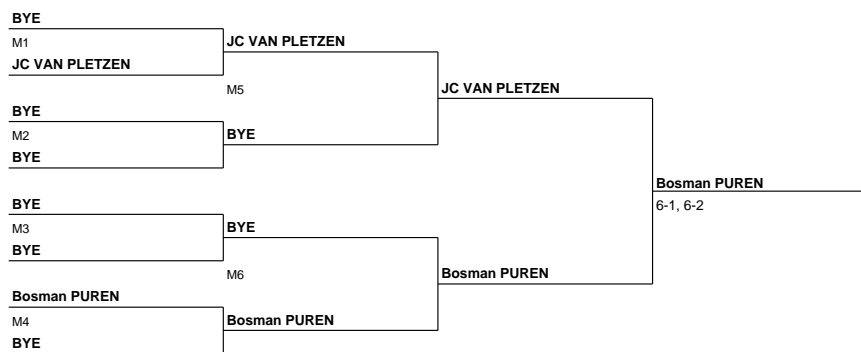 BYE
M1
JC VAN PLETZEN
BYE
M2
BYE
BYE
M3
BYE
Bosman PUREN
M4
BYE
JC VAN PLETZEN
M5
BYE
BYE
M6
Bosman PUREN
JC VAN PLETZEN
Bosman PUREN
Bosman PUREN
6-1, 6-2